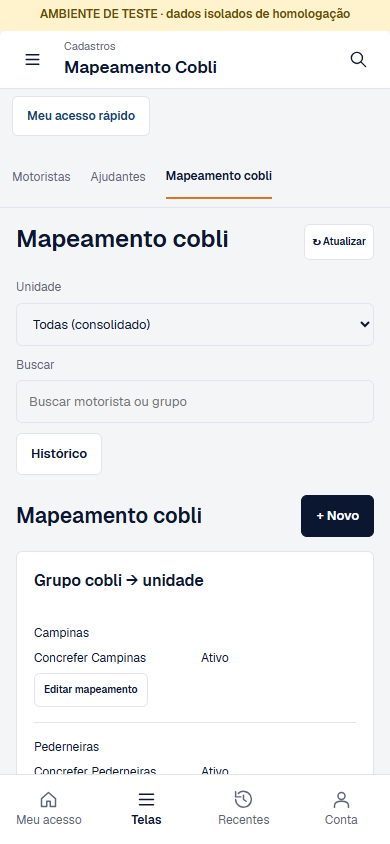 AMBIENTE DE TESTE · dados isolados de homologação
Cadastros
Mapeamento Cobli
Meu acesso rápido
Motoristas Ajudantes Mapeamento cobli
Mapeamento cobli
↻ Atualizar
Unidade
Todas (consolidado)
Buscar
Buscar motorista ou grupo
Histórico
Mapeamento cobli
+ Novo
Grupo cobli → unidade
Campinas
Concrefer Campinas Ativo
Editar mapeamento
Pederneiras
Concrefer Pederneiras Ativo
Meu acesso Telas Recentes Conta